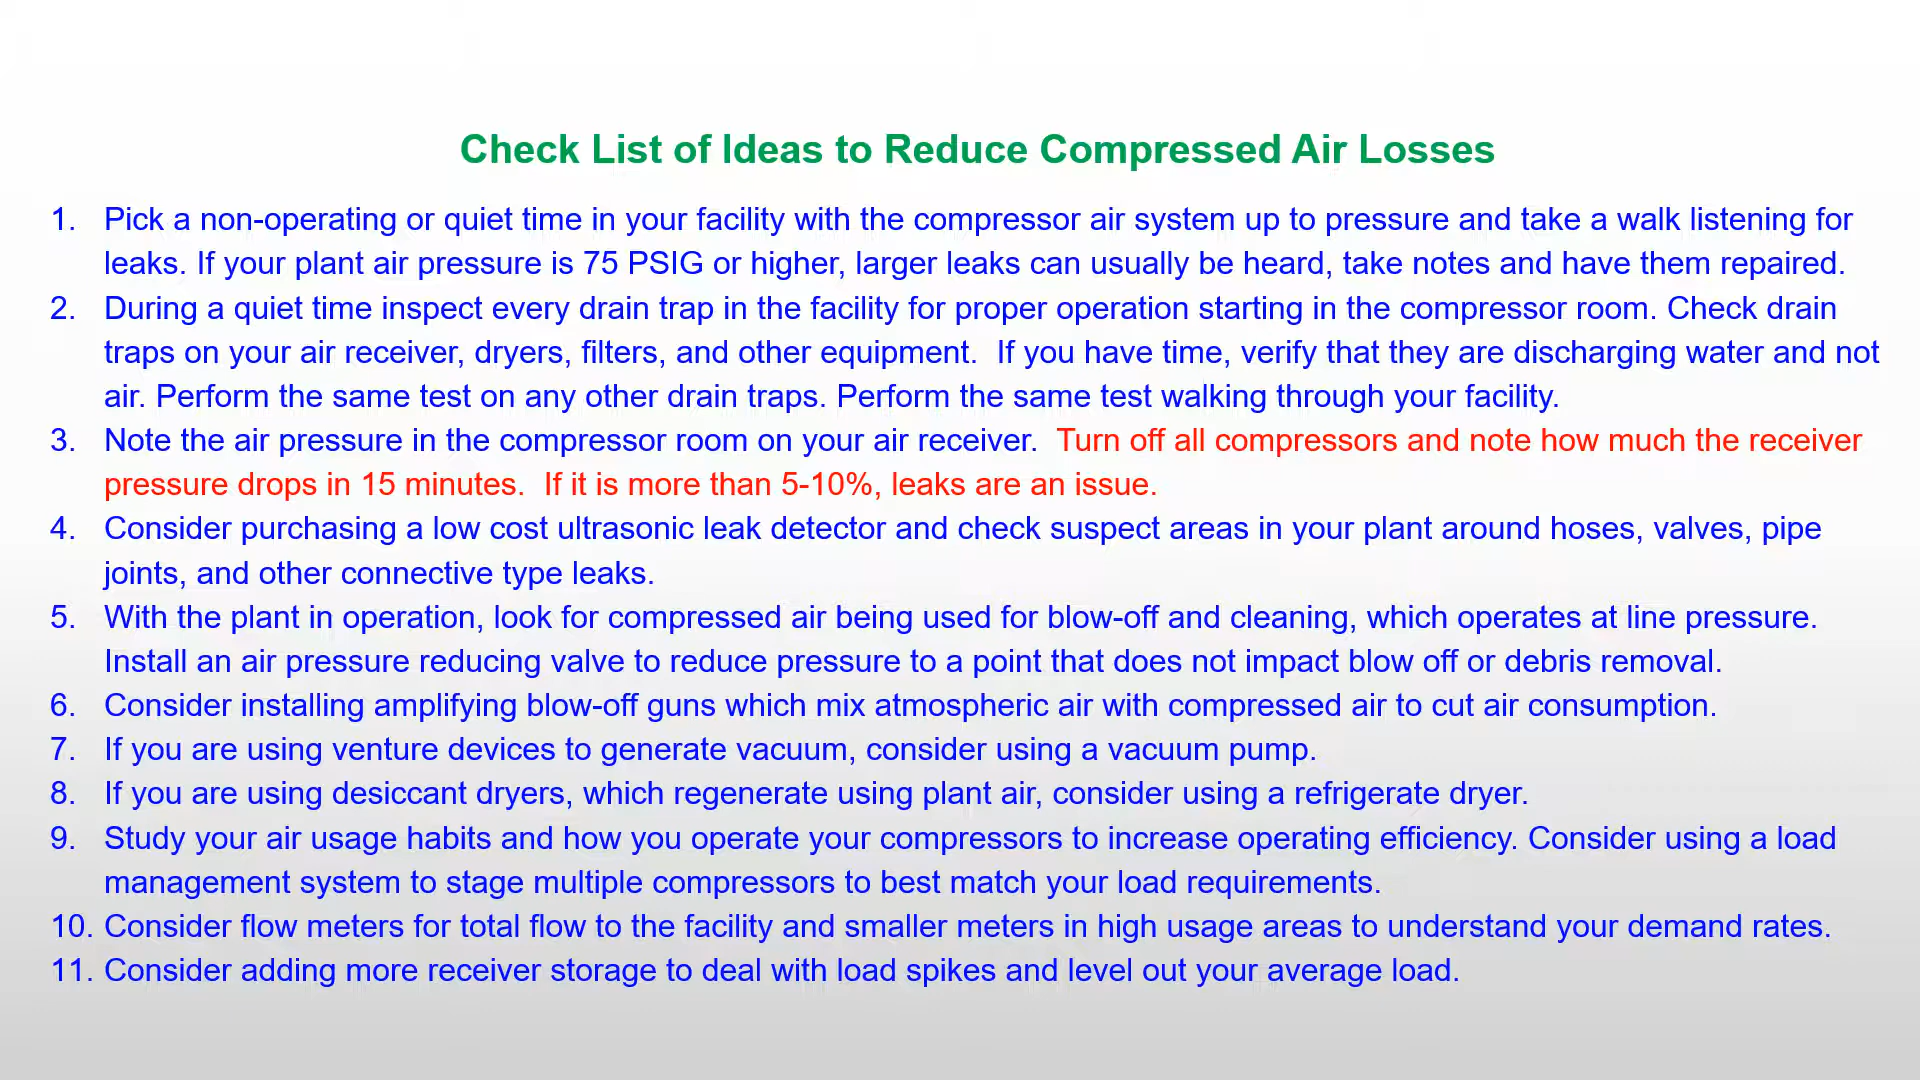 Check List of Ideas to Reduce Compressed Air Losses
1. Pick a non-operating or quiet time in your facility with the compressor air system up to pressure and take a walk listening for
leaks. If your plant air pressure is 75 PSIG or higher, larger leaks can usually be heard, take notes and have them repaired.
2. During a quiet time inspect every drain trap in the facility for proper operation starting in the compressor room. Check drain
traps on your air receiver, dryers, filters, and other equipment.  If you have time, verify that they are discharging water and not
air. Perform the same test on any other drain traps. Perform the same test walking through your facility.
3. Note the air pressure in the compressor room on your air receiver.  Turn off all compressors and note how much the receiver
pressure drops in 15 minutes.  If it is more than 5-10%, leaks are an issue.
4. Consider purchasing a low cost ultrasonic leak detector and check suspect areas in your plant around hoses, valves, pipe
joints, and other connective type leaks.
5. With the plant in operation, look for compressed air being used for blow-off and cleaning, which operates at line pressure.
Install an air pressure reducing valve to reduce pressure to a point that does not impact blow off or debris removal.
6. Consider installing amplifying blow-off guns which mix atmospheric air with compressed air to cut air consumption.
7. If you are using venture devices to generate vacuum, consider using a vacuum pump.
8. If you are using desiccant dryers, which regenerate using plant air, consider using a refrigerate dryer.
9. Study your air usage habits and how you operate your compressors to increase operating efficiency. Consider using a load
management system to stage multiple compressors to best match your load requirements.
10. Consider flow meters for total flow to the facility and smaller meters in high usage areas to understand your demand rates.
11. Consider adding more receiver storage to deal with load spikes and level out your average load.